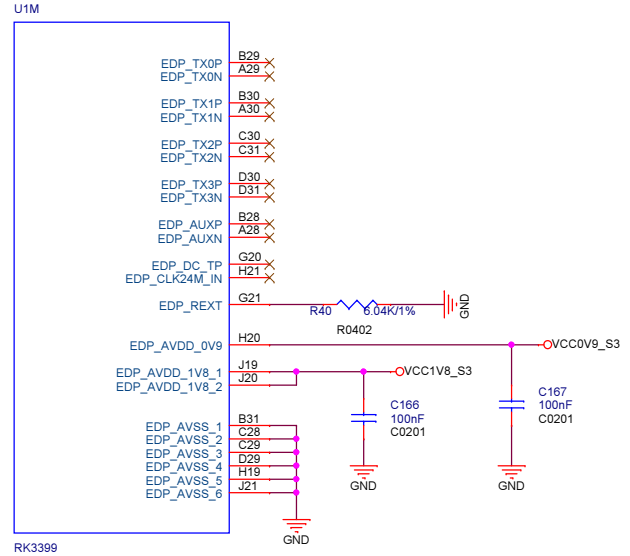 U1M
EDP_TX0P B29
EDP_TX0N A29
EDP_TX1P B30
EDP_TX1N A30
EDP_TX2P C30
EDP_TX2N C31
EDP_TX3P D30
EDP_TX3N D31
EDP_AUXP B28
EDP_AUXN A28
EDP_DC_TP G20
EDP_CLK24M_IN H21
EDP_REXT G21
R40 6.04K/1% GND
R0402
EDP_AVDD_0V9 H20 VCC0V9_S3
EDP_AVDD_1V8_1 J19 VCC1V8_S3
EDP_AVDD_1V8_2 J20
C166
100nF
C0201
GND
C167
100nF
C0201
GND
EDP_AVSS_1 B31
EDP_AVSS_2 C28
EDP_AVSS_3 C29
EDP_AVSS_4 D29
EDP_AVSS_5 H19
EDP_AVSS_6 J21
GND
RK3399